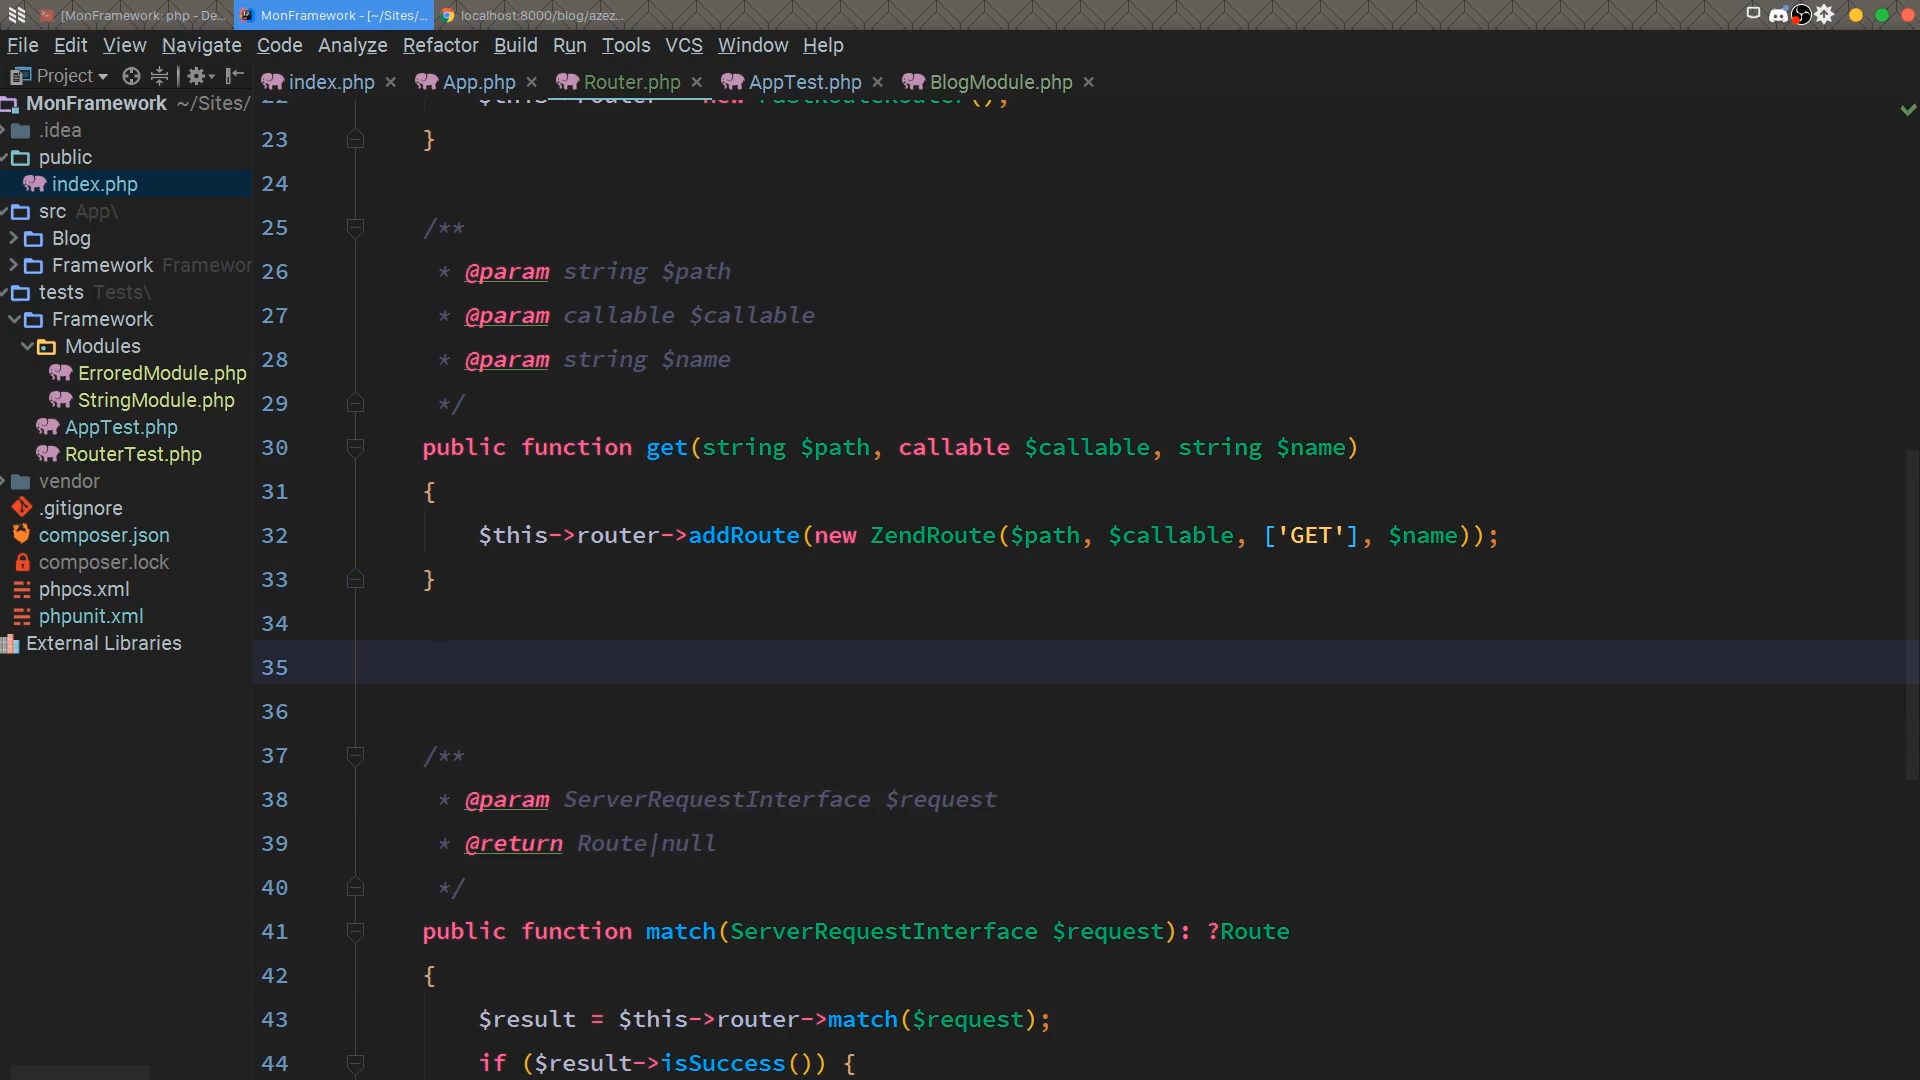 [MonFramework: php - De...
MonFramework - [~/Sites/...
localhost:8000/blog/azez...
File Edit View Navigate Code Analyze Refactor Build Run Tools VCS Window Help
Project
index.php
App.php
Router.php
AppTest.php
BlogModule.php
MonFramework ~/Sites/
.idea
public
index.php
src App\
Blog
Framework Framewor
tests Tests\
Framework
Modules
ErroredModule.php
StringModule.php
AppTest.php
RouterTest.php
vendor
.gitignore
composer.json
composer.lock
phpcs.xml
phpunit.xml
External Libraries
22 $this->router = new FastRouteRouter();
23 }
24
25 /**
26 * @param string $path
27 * @param callable $callable
28 * @param string $name
29 */
30 public function get(string $path, callable $callable, string $name)
31 {
32 $this->router->addRoute(new ZendRoute($path, $callable, ['GET'], $name));
33 }
34
35
36
37 /**
38 * @param ServerRequestInterface $request
39 * @return Route|null
40 */
41 public function match(ServerRequestInterface $request): ?Route
42 {
43 $result = $this->router->match($request);
44 if ($result->isSuccess()) {